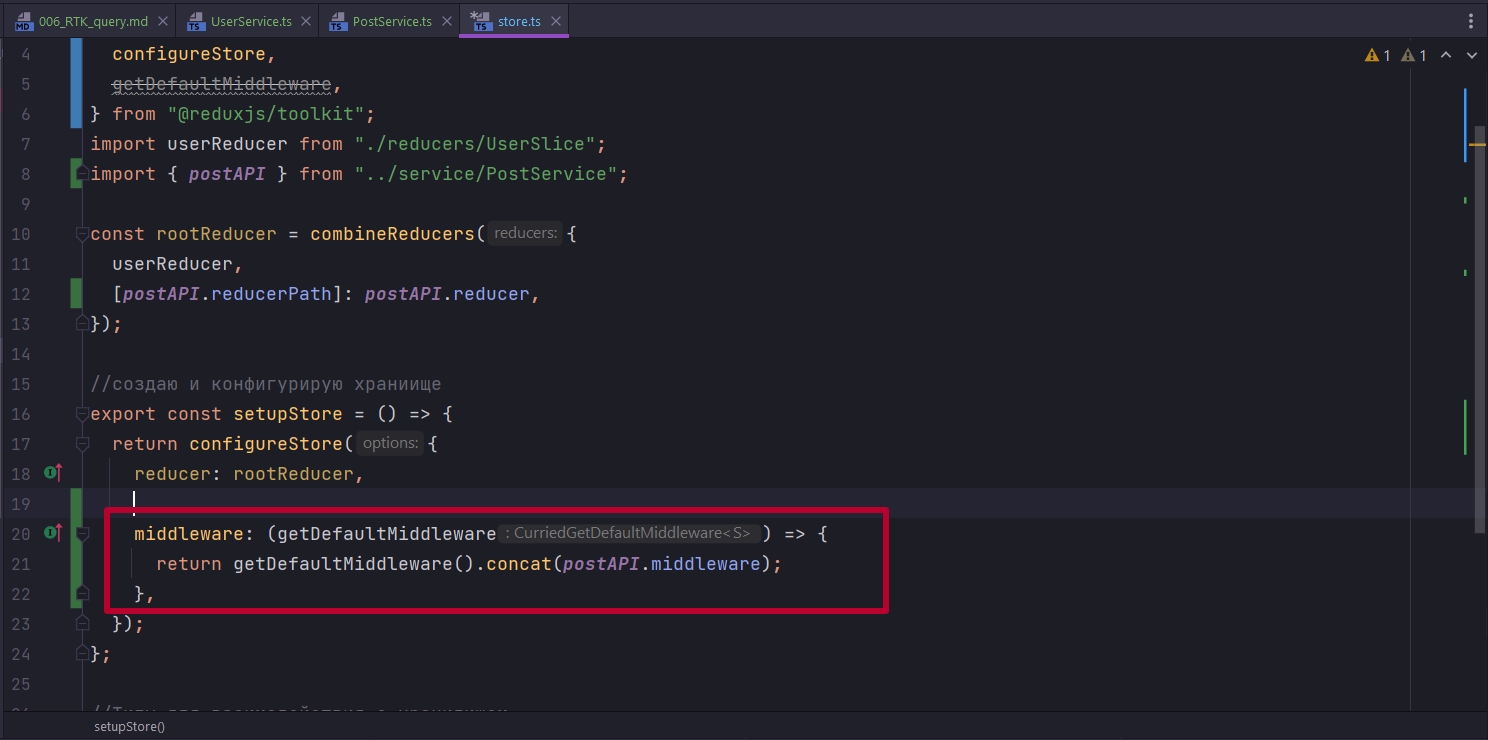 006_RTK_query.md UserService.ts PostService.ts store.ts
4 configureStore, 1 1
5 getDefaultMiddleware,
6 } from "@reduxjs/toolkit";
7 import userReducer from "./reducers/UserSlice";
8 import { postAPI } from "../service/PostService";
9
10 const rootReducer = combineReducers( reducers: {
11 userReducer,
12 [postAPI.reducerPath]: postAPI.reducer,
13 });
14
15 //создаю и конфигурирую храниище
16 export const setupStore = () => {
17 return configureStore( options: {
18 reducer: rootReducer,
19
20 middleware: (getDefaultMiddleware : CurriedGetDefaultMiddleware<S> ) => {
21 return getDefaultMiddleware().concat(postAPI.middleware);
22 },
23 });
24 };
25
setupStore()